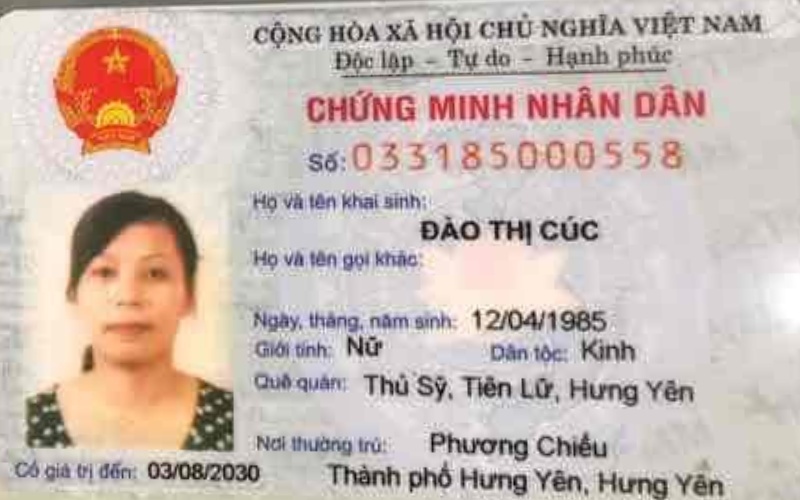 CỘNG HÒA XÃ HỘI CHỦ NGHĨA VIỆT NAM
Độc lập - Tự do - Hạnh phúc
CHỨNG MINH NHÂN DÂN
Số: 033185000558
Họ và tên khai sinh:
ĐÀO THỊ CÚC
Họ và tên gọi khác:
Ngày, tháng, năm sinh: 12/04/1985
Giới tính: Nữ Dân tộc: Kinh
Quê quán: Thủ Sỹ, Tiên Lữ, Hưng Yên
Nơi thường trú: Phương Chiểu
Thành phố Hưng Yên, Hưng Yên
Có giá trị đến: 03/08/2030